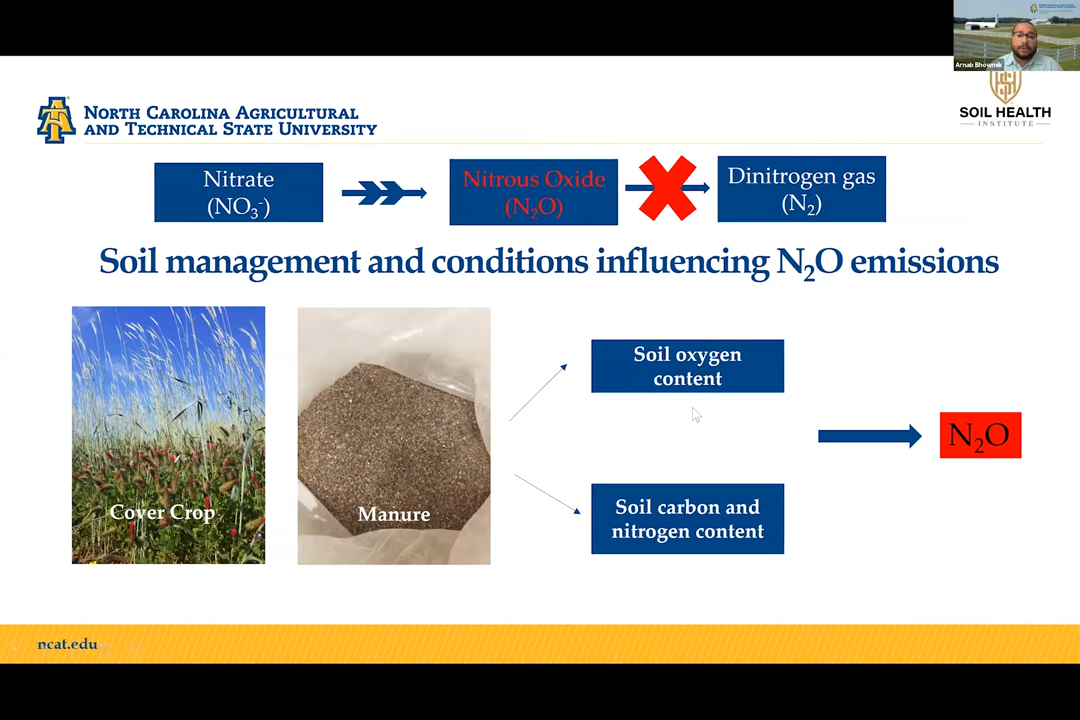 Arnab Bhowmik
NORTH CAROLINA AGRICULTURAL
AND TECHNICAL STATE UNIVERSITY
SOIL HEALTH
INSTITUTE
Nitrate
(NO₃⁻)
Nitrous Oxide
(N₂O)
Dinitrogen gas
(N₂)
Soil management and conditions influencing N₂O emissions
Cover Crop
Manure
Soil oxygen
content
Soil carbon and
nitrogen content
N₂O
ncat.edu